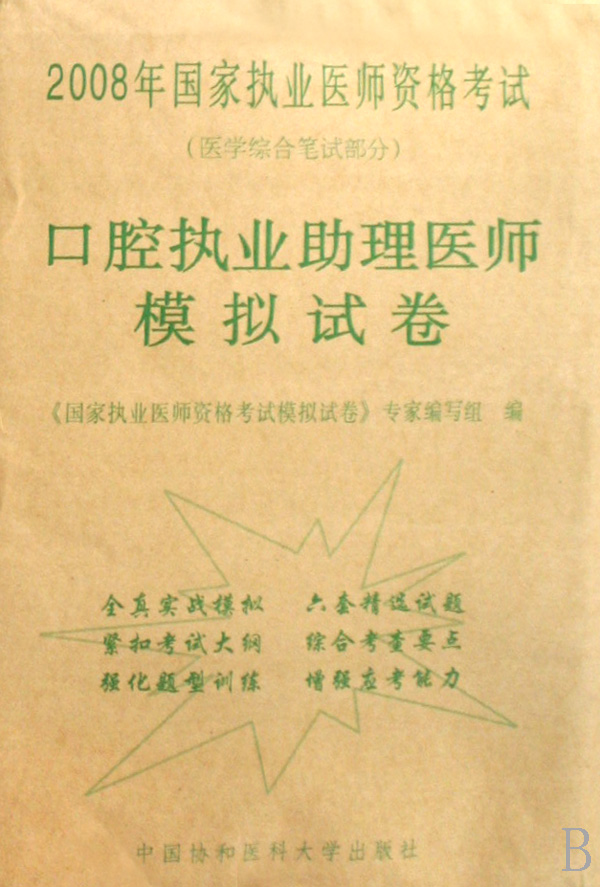 2008年国家执业医师资格考试
（医学综合笔试部分）
口腔执业助理医师
模拟试卷
《国家执业医师资格考试模拟试卷》专家编写组 编
全真实战模拟 六套精选试题
紧扣考试大纲 综合考查要点
强化题型训练 增强应考能力
中国协和医科大学出版社
B